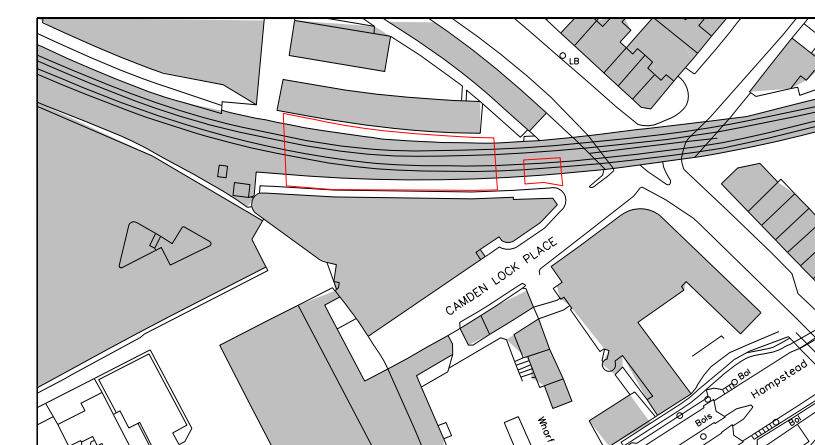 LB
CAMDEN LOCK PLACE
Bol
Hampstead
Bols
Bol
Wharf